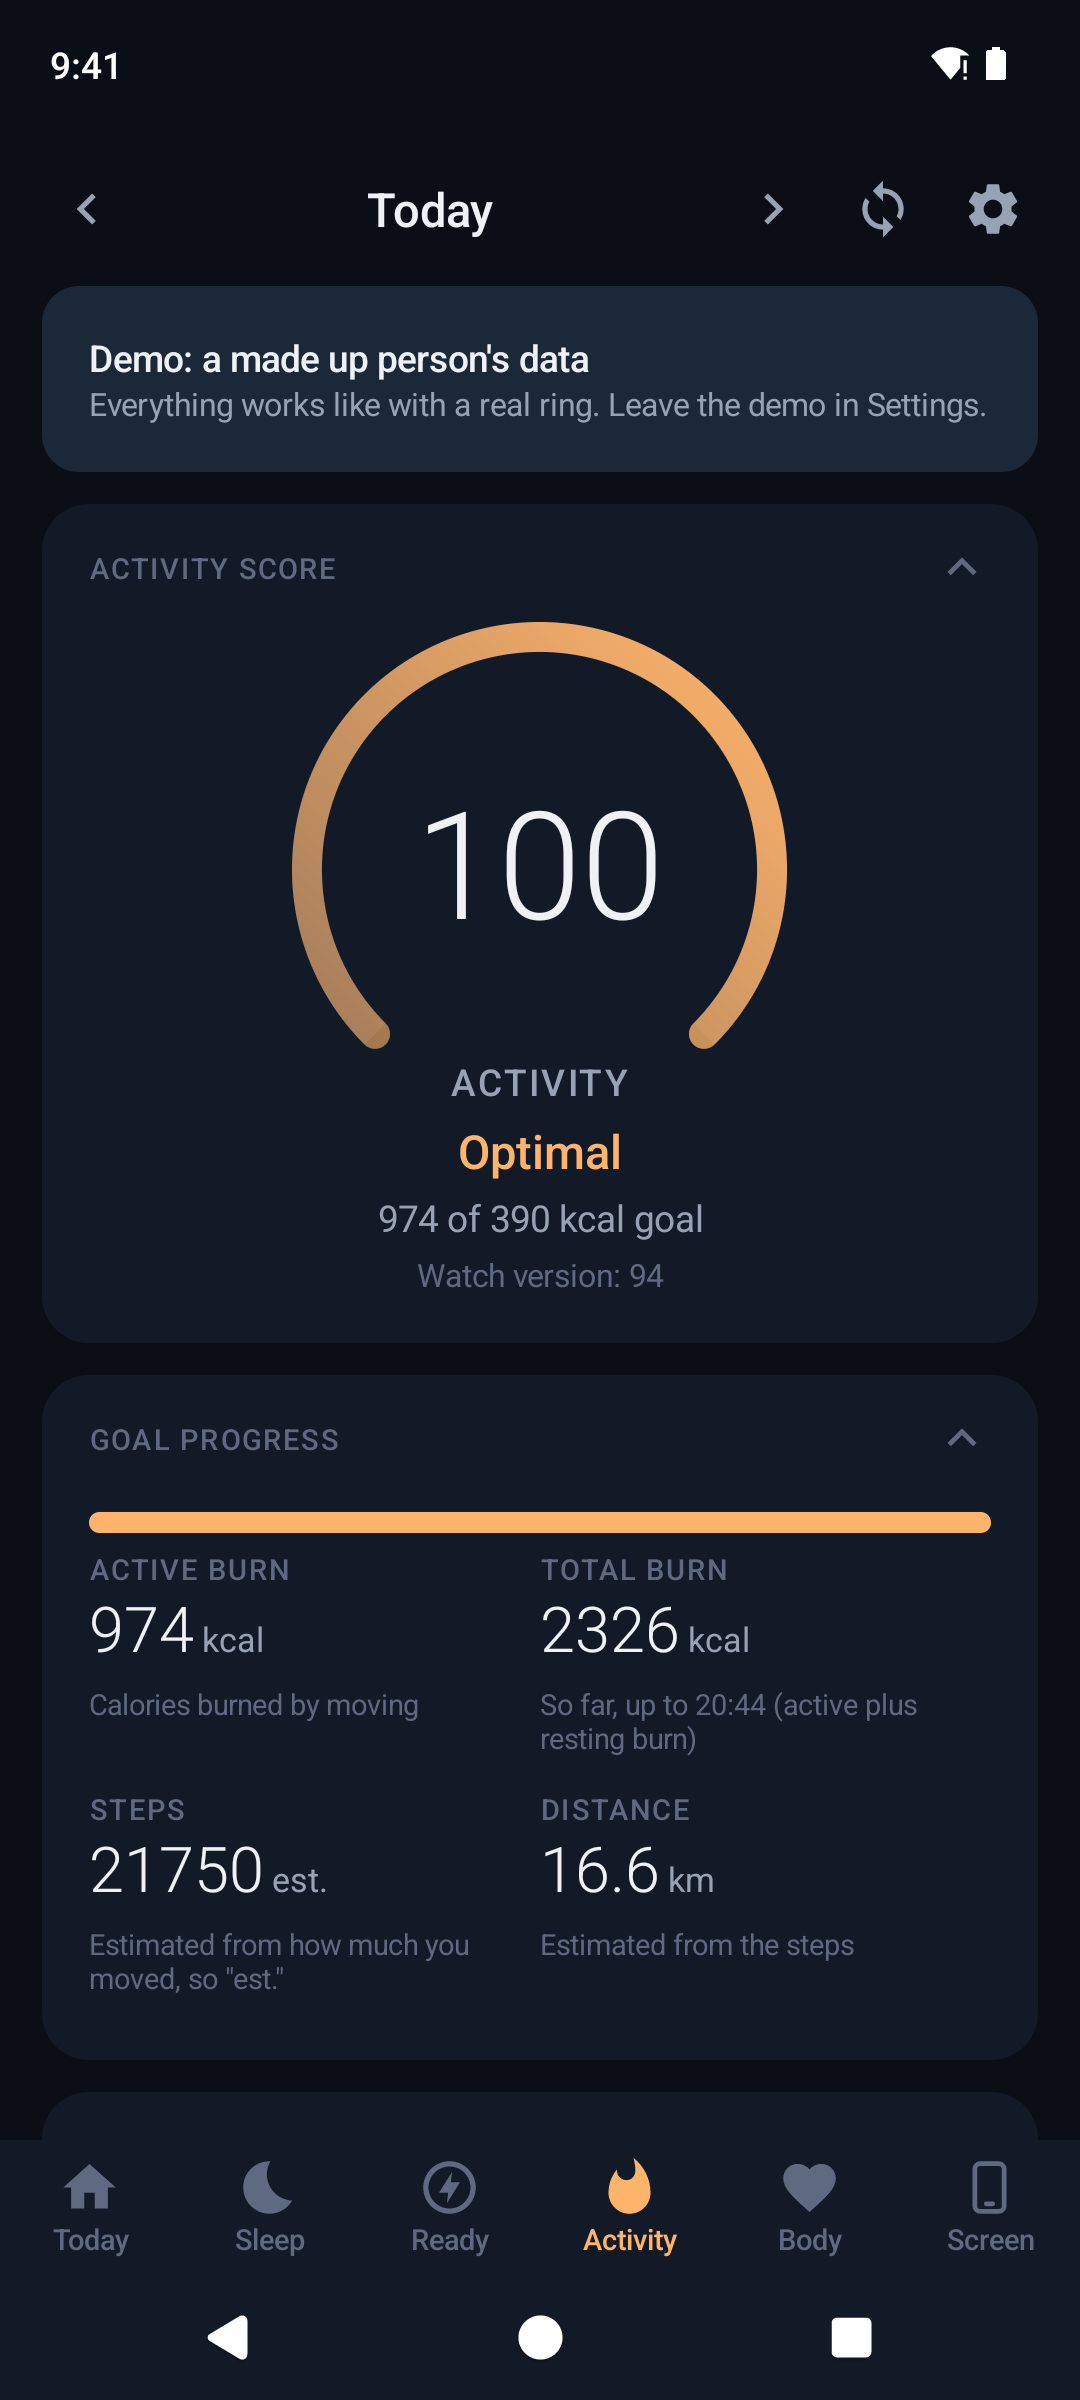 9:41
Today
Demo: a made up person's data
Everything works like with a real ring. Leave the demo in Settings.
ACTIVITY SCORE
100
ACTIVITY
Optimal
974 of 390 kcal goal
Watch version: 94
GOAL PROGRESS
ACTIVE BURN
974 kcal
Calories burned by moving
TOTAL BURN
2326 kcal
So far, up to 20:44 (active plus
resting burn)
STEPS
21750 est.
Estimated from how much you
moved, so "est."
DISTANCE
16.6 km
Estimated from the steps
Today
Sleep
Ready
Activity
Body
Screen